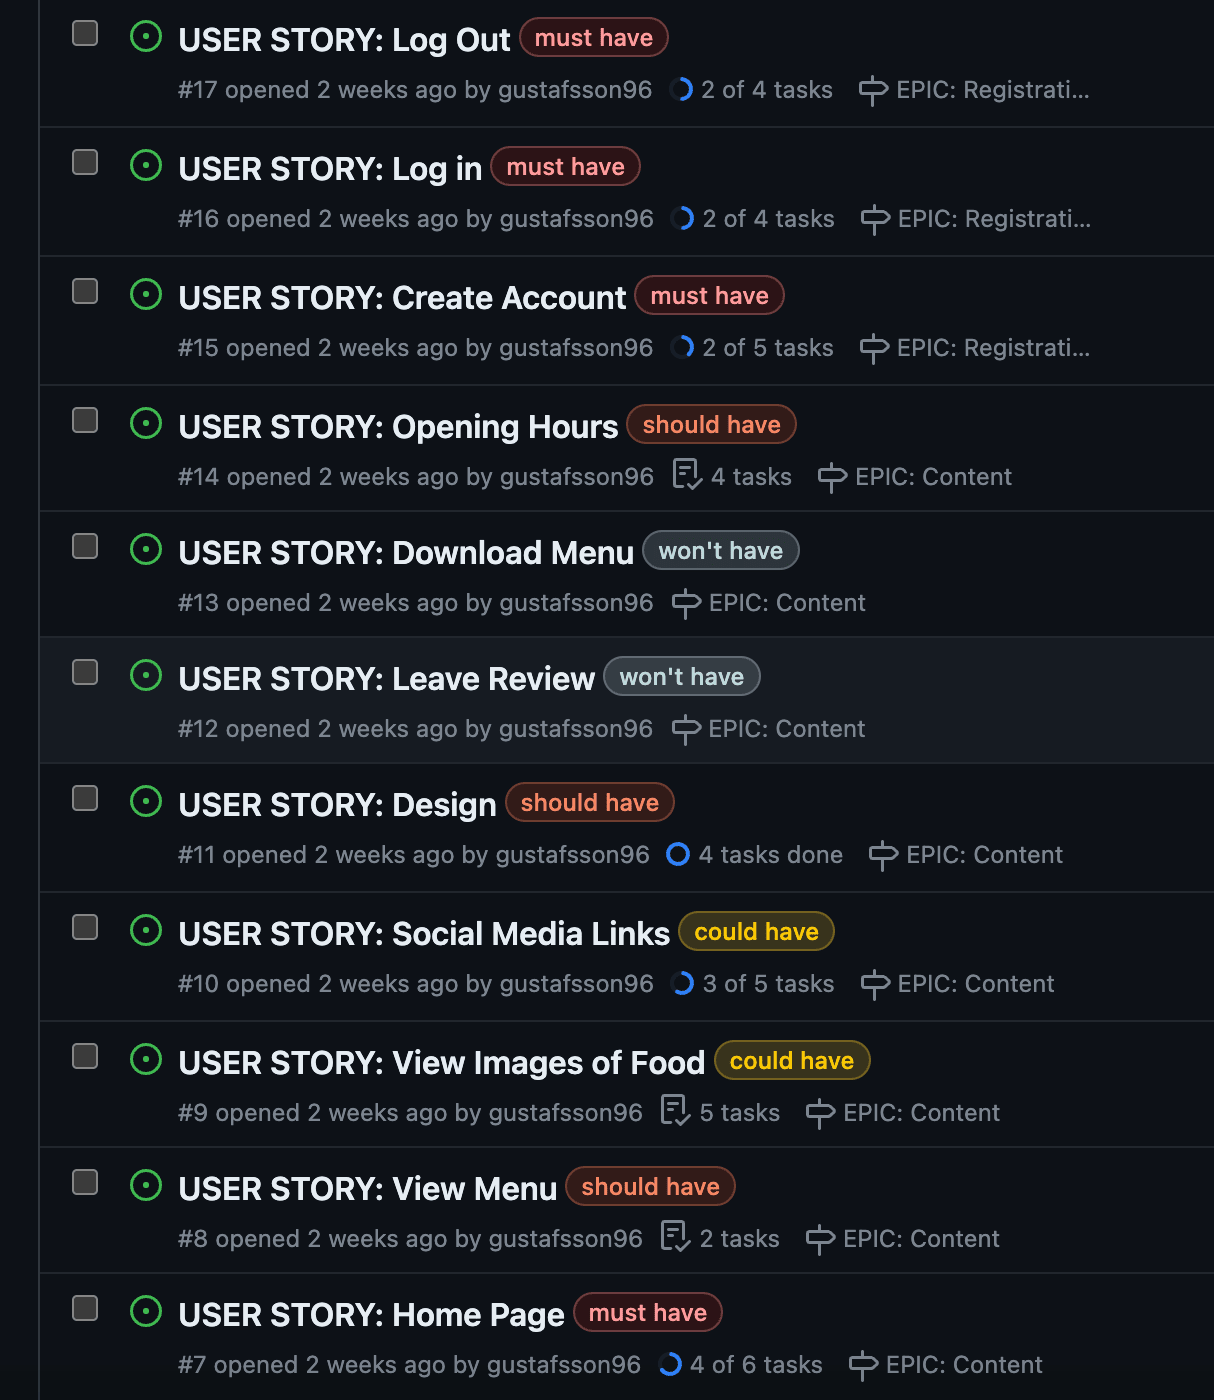 USER STORY: Log Out must have
#17 opened 2 weeks ago by gustafsson96 2 of 4 tasks EPIC: Registrati...
USER STORY: Log in must have
#16 opened 2 weeks ago by gustafsson96 2 of 4 tasks EPIC: Registrati...
USER STORY: Create Account must have
#15 opened 2 weeks ago by gustafsson96 2 of 5 tasks EPIC: Registrati...
USER STORY: Opening Hours should have
#14 opened 2 weeks ago by gustafsson96 4 tasks EPIC: Content
USER STORY: Download Menu won't have
#13 opened 2 weeks ago by gustafsson96 EPIC: Content
USER STORY: Leave Review won't have
#12 opened 2 weeks ago by gustafsson96 EPIC: Content
USER STORY: Design should have
#11 opened 2 weeks ago by gustafsson96 4 tasks done EPIC: Content
USER STORY: Social Media Links could have
#10 opened 2 weeks ago by gustafsson96 3 of 5 tasks EPIC: Content
USER STORY: View Images of Food could have
#9 opened 2 weeks ago by gustafsson96 5 tasks EPIC: Content
USER STORY: View Menu should have
#8 opened 2 weeks ago by gustafsson96 2 tasks EPIC: Content
USER STORY: Home Page must have
#7 opened 2 weeks ago by gustafsson96 4 of 6 tasks EPIC: Content